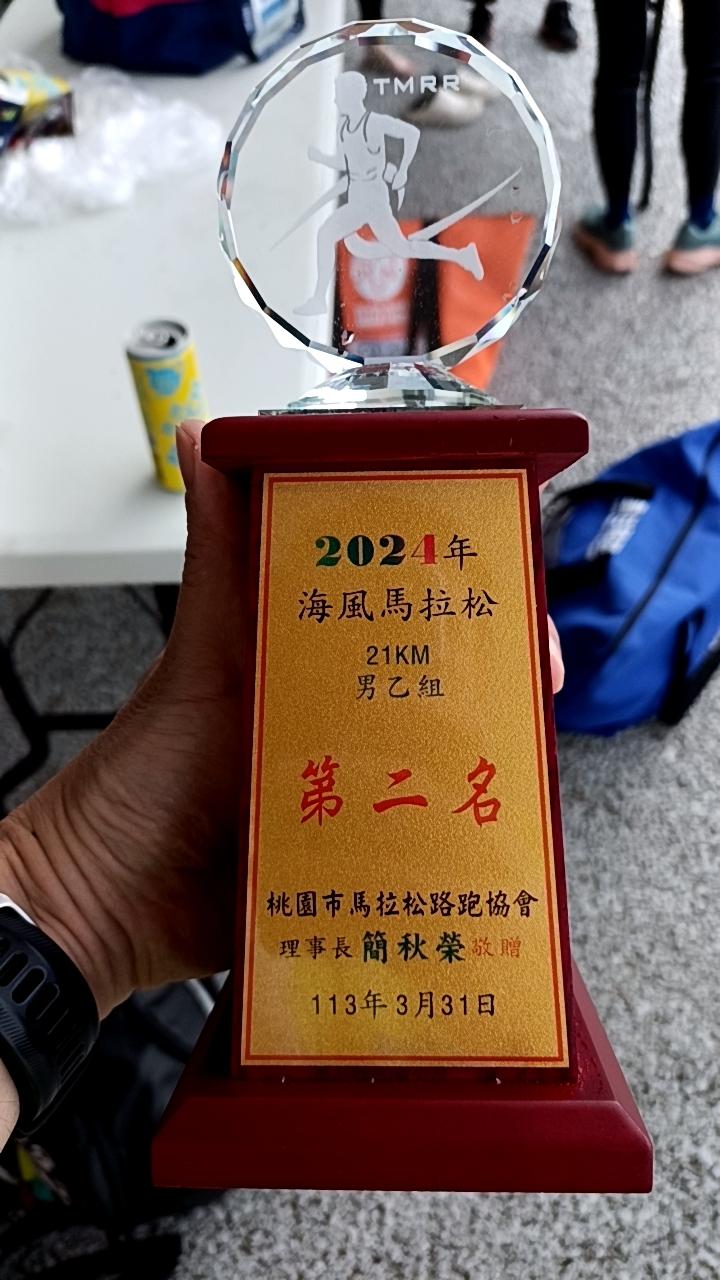 TMRR
2024年
海風馬拉松
21KM
男乙組
第二名
桃園市馬拉松路跑協會
理事長簡秋榮敬贈
113年3月31日